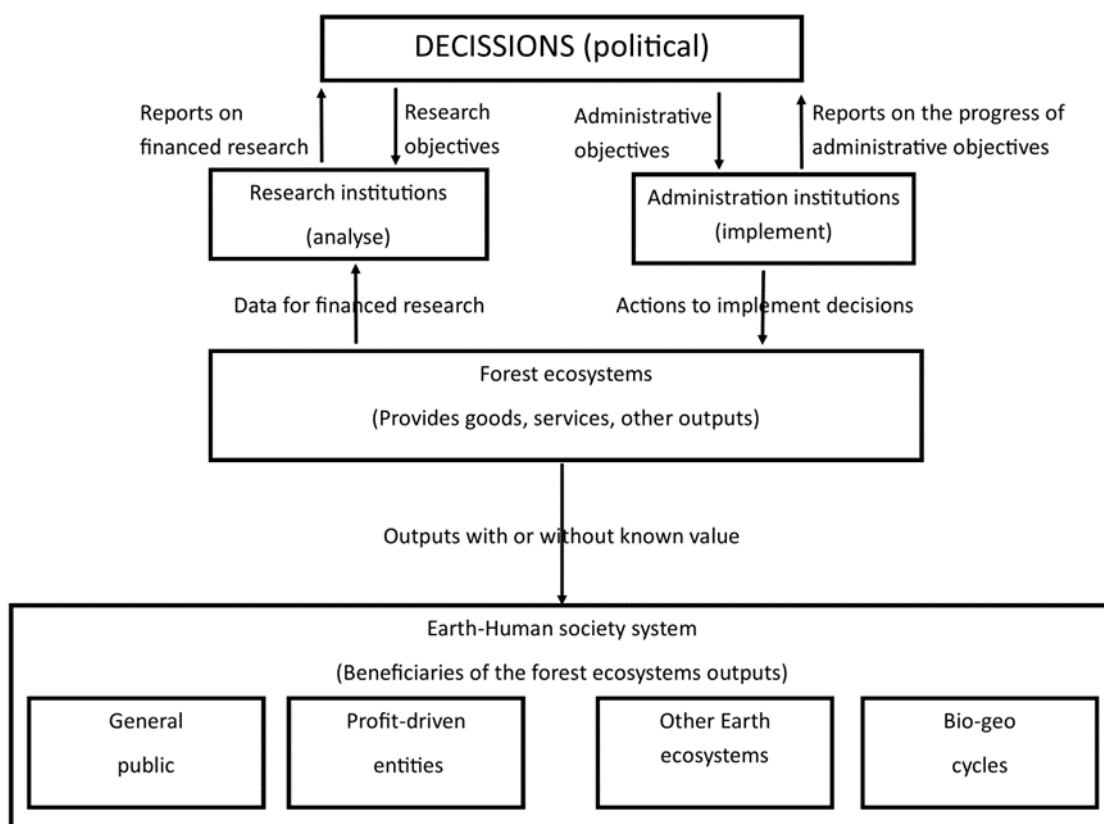 DECISSIONS (political)
Reports on
financed research
Research
objectives
Administrative
objectives
Reports on the progress of
administrative objectives
Research institutions
(analyse)
Administration institutions
(implement)
Data for financed research
Actions to implement decisions
Forest ecosystems
(Provides goods, services, other outputs)
Outputs with or without known value
Earth-Human society system
(Beneficiaries of the forest ecosystems outputs)
General
public
Profit-driven
entities
Other Earth
ecosystems
Bio-geo
cycles